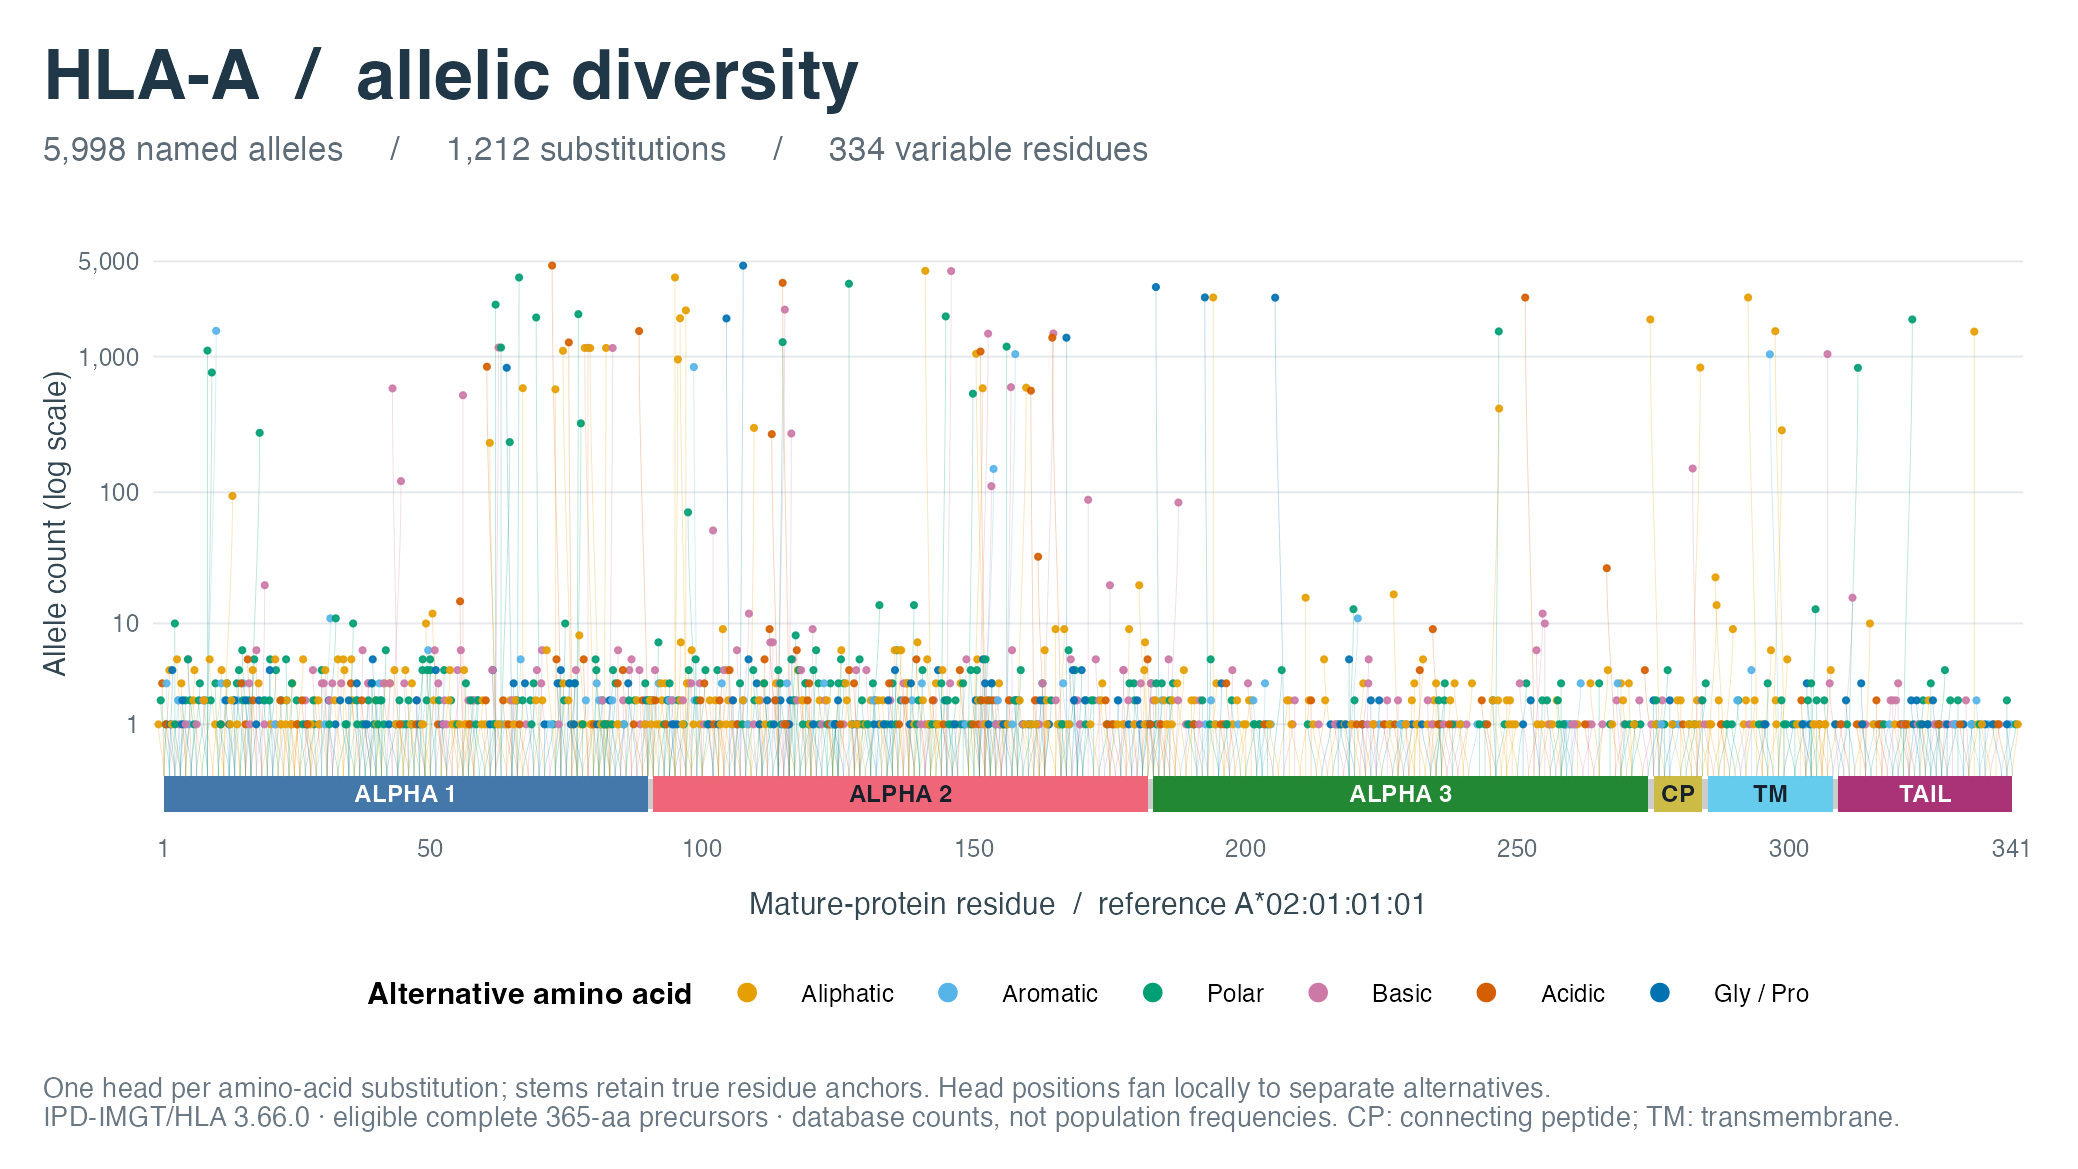 HLA-A / allelic diversity
5,998 named alleles / 1,212 substitutions / 334 variable residues
Allele count (log scale)
5,000
1,000
100
10
1
ALPHA 1 ALPHA 2 ALPHA 3 CP TM TAIL
1 50 100 150 200 250 300 341
Mature-protein residue / reference A*02:01:01:01
Alternative amino acid Aliphatic Aromatic Polar Basic Acidic Gly / Pro
One head per amino-acid substitution; stems retain true residue anchors. Head positions fan locally to separate alternatives.
IPD-IMGT/HLA 3.66.0 · eligible complete 365-aa precursors · database counts, not population frequencies. CP: connecting peptide; TM: transmembrane.